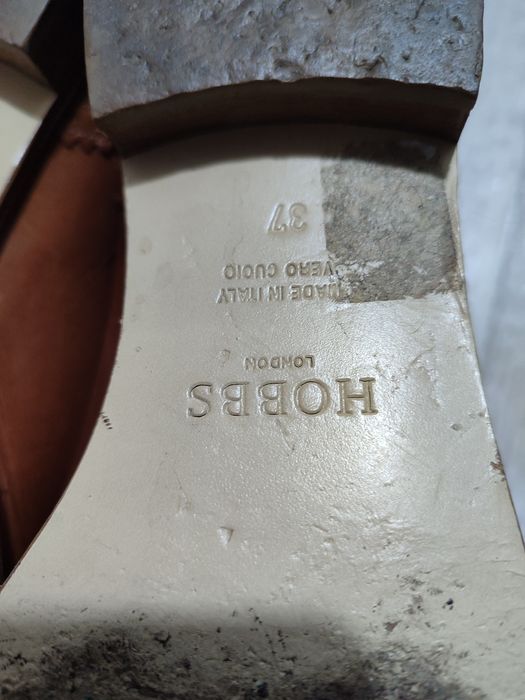 HOBBS
LONDON
MADE IN ITALY
VERO CUOIO
37